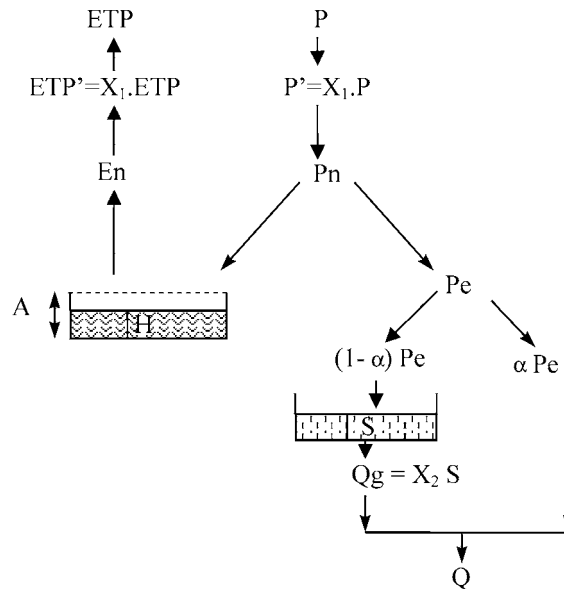 ETP
P
ETP’=X₁.ETP
P’=X₁.P
En
Pn
A
H
Pe
(1- α) Pe
α Pe
S
Qg = X₂ S
Q